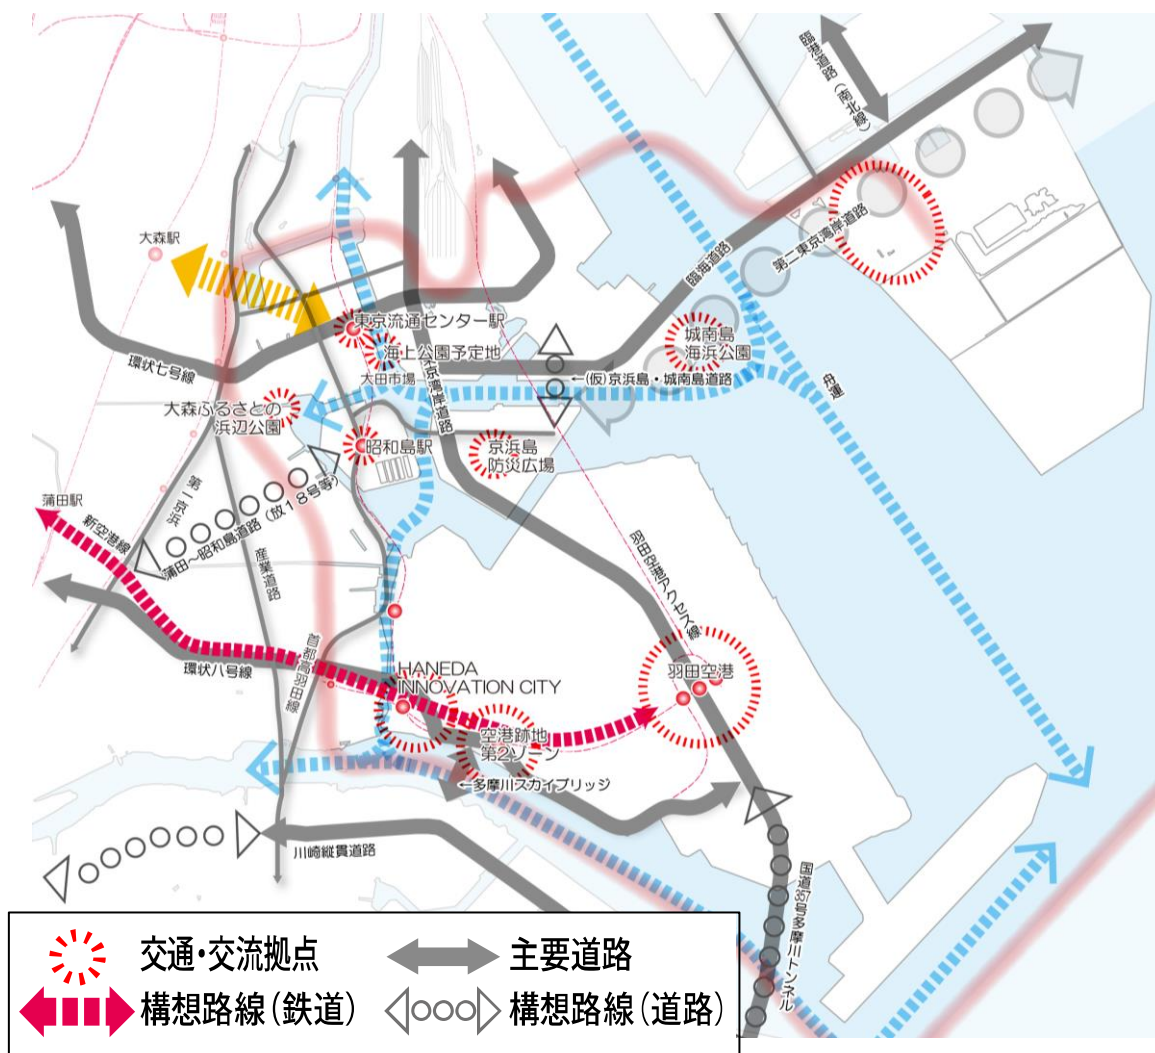 臨港道路（南北線）
大森駅
臨海道路
第二東京湾岸道路
東京流通センター駅
海上公園予定地
城南島
海浜公園
環状七号線
大田市場
←(仮)京浜島・城南島道路
舟運
京湾岸道路
大森ふるさとの
浜辺公園
昭和島駅
京浜島
防災広場
蒲田駅
第一京浜
蒲田～昭和島道路（放１８号等）
新空港線
産業道路
羽田空港アクセス線
環状八号線
首都高羽田線
HANEDA
INNOVATION CITY
羽田空港
空港跡地
第2ゾーン
←多摩川スカイブリッジ
川崎縦貫道路
国道357号多摩川トンネル
交通・交流拠点
主要道路
構想路線（鉄道）
構想路線（道路）